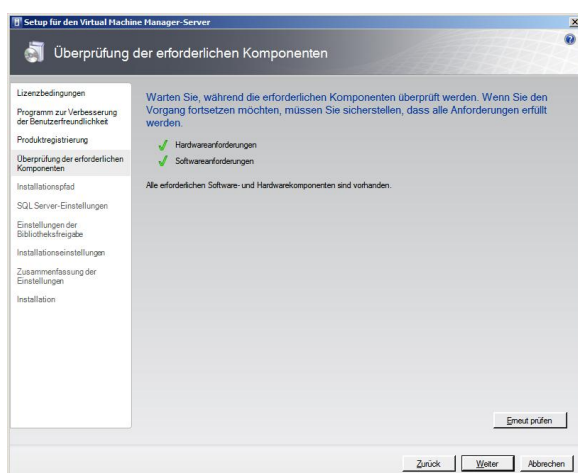 Setup für den Virtual Machine Manager-Server
Überprüfung der erforderlichen Komponenten
Lizenzbedingungen
Programm zur Verbesserung
der Benutzerfreundlichkeit
Produktregistrierung
Überprüfung der erforderlichen
Komponenten
Installationspfad
SQL Server-Einstellungen
Einstellungen der
Bibliotheksfreigabe
Installationseinstellungen
Zusammenfassung der
Einstellungen
Installation
Warten Sie, während die erforderlichen Komponenten überprüft werden. Wenn Sie den
Vorgang fortsetzen möchten, müssen Sie sicherstellen, dass alle Anforderungen erfüllt
werden.
Hardwareanforderungen
Softwareanforderungen
Alle erforderlichen Software- und Hardwarekomponenten sind vorhanden.
Erneut prüfen
Zurück
Weiter
Abbrechen